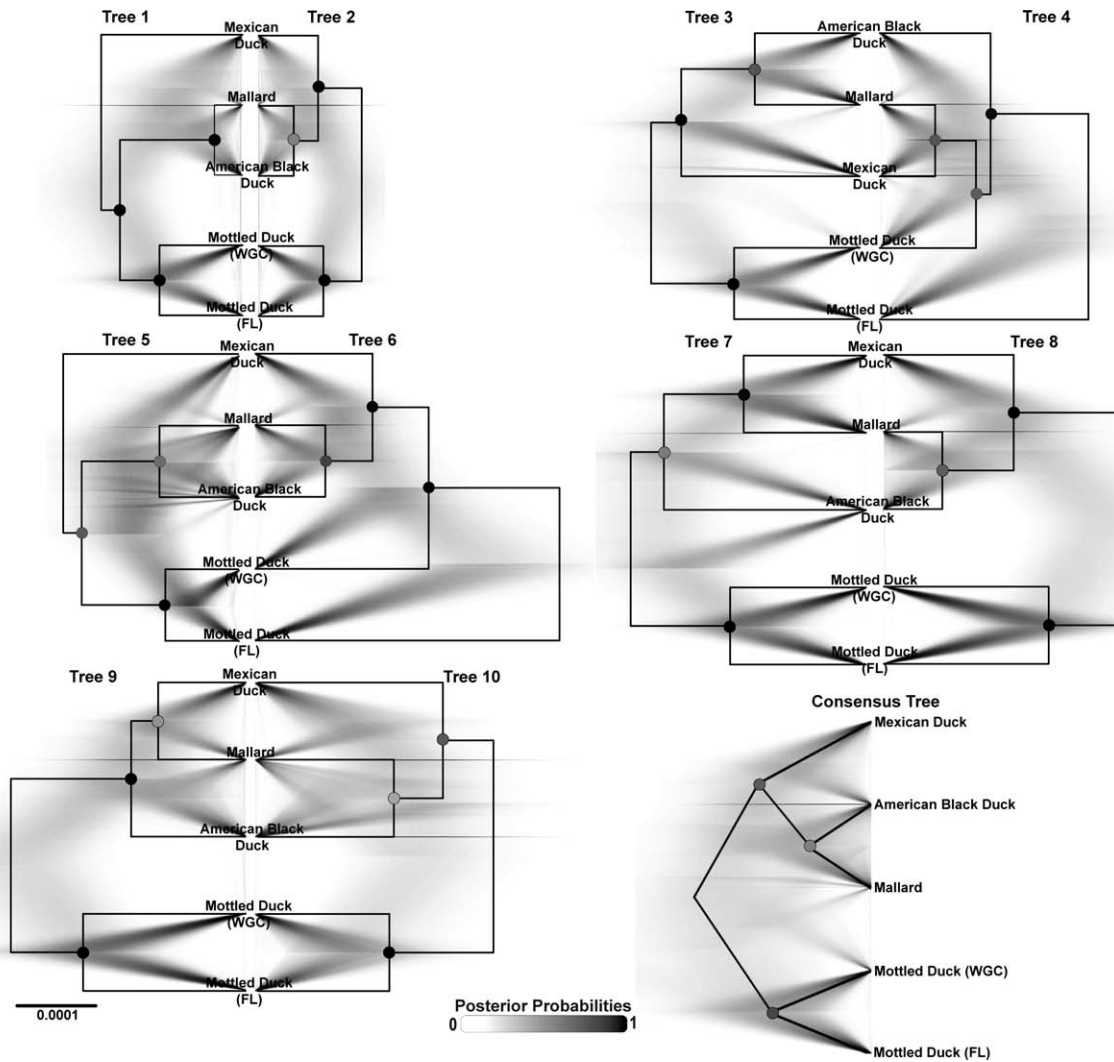 Tree 1
Tree 2
Mexican
Duck
Mallard
American Black
Duck
Mottled Duck
(WGC)
Mottled Duck
(FL)
Tree 3
Tree 4
American Black
Duck
Mallard
Mexican
Duck
Mottled Duck
(WGC)
Mottled Duck
(FL)
Tree 5
Tree 6
Mexican
Duck
Mallard
American Black
Duck
Mottled Duck
(WGC)
Mottled Duck
(FL)
Tree 7
Tree 8
Mexican
Duck
Mallard
American Black
Duck
Mottled Duck
(WGC)
Mottled Duck
(FL)
Tree 9
Tree 10
Mexican
Duck
Mallard
American Black
Duck
Mottled Duck
(WGC)
Mottled Duck
(FL)
0.0001
Posterior Probabilities
0 1
Consensus Tree
Mexican Duck
American Black Duck
Mallard
Mottled Duck (WGC)
Mottled Duck (FL)